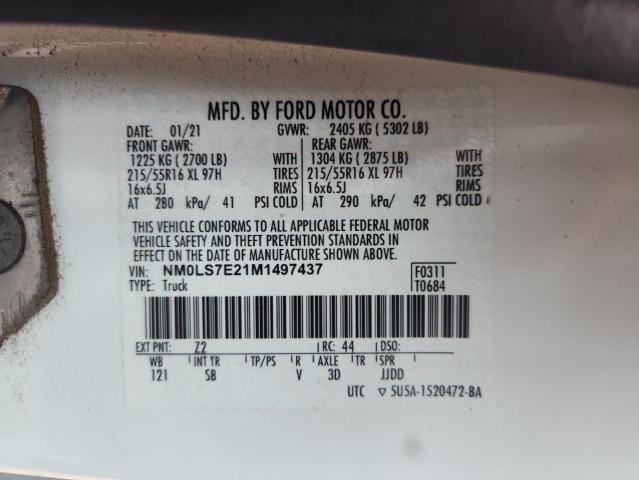 MFD. BY FORD MOTOR CO.
DATE: 01/21 GVWR: 2405 KG ( 5302 LB)
FRONT GAWR: REAR GAWR:
1225 KG ( 2700 LB) WITH 1304 KG ( 2875 LB) WITH
215/55R16 XL 97H TIRES 215/55R16 XL 97H TIRES
16x6.5J RIMS 16x6.5J RIMS
AT 280 kPa/ 41 PSI COLD AT 290 kPa/ 42 PSI COLD
THIS VEHICLE CONFORMS TO ALL APPLICABLE FEDERAL MOTOR
VEHICLE SAFETY AND THEFT PREVENTION STANDARDS IN
EFFECT ON THE DATE OF MANUFACTURE SHOWN ABOVE.
VIN: NM0LS7E21M1497437 F0311
TYPE: Truck T0684
EXT PNT: Z2 RC: 44 DSO:
WB INT TR TP/PS R AXLE TR SPR
121 SB V 3D JJDD
UTC ▽ 5U5A-1520472-BA